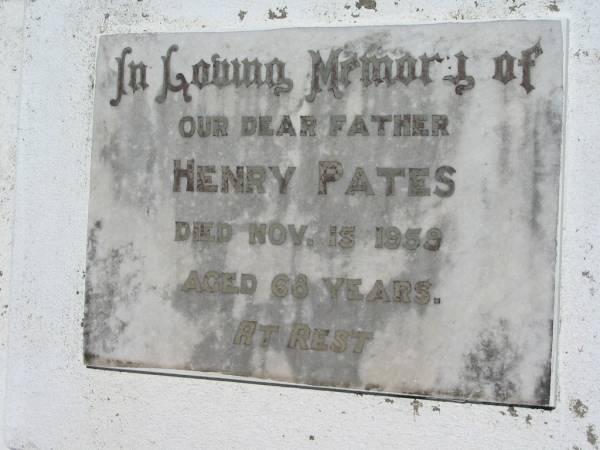 In Loving Memory of
OUR DEAR FATHER
HENRY PATES
DIED NOV. 15 1959
AGED 68 YEARS.
AT REST